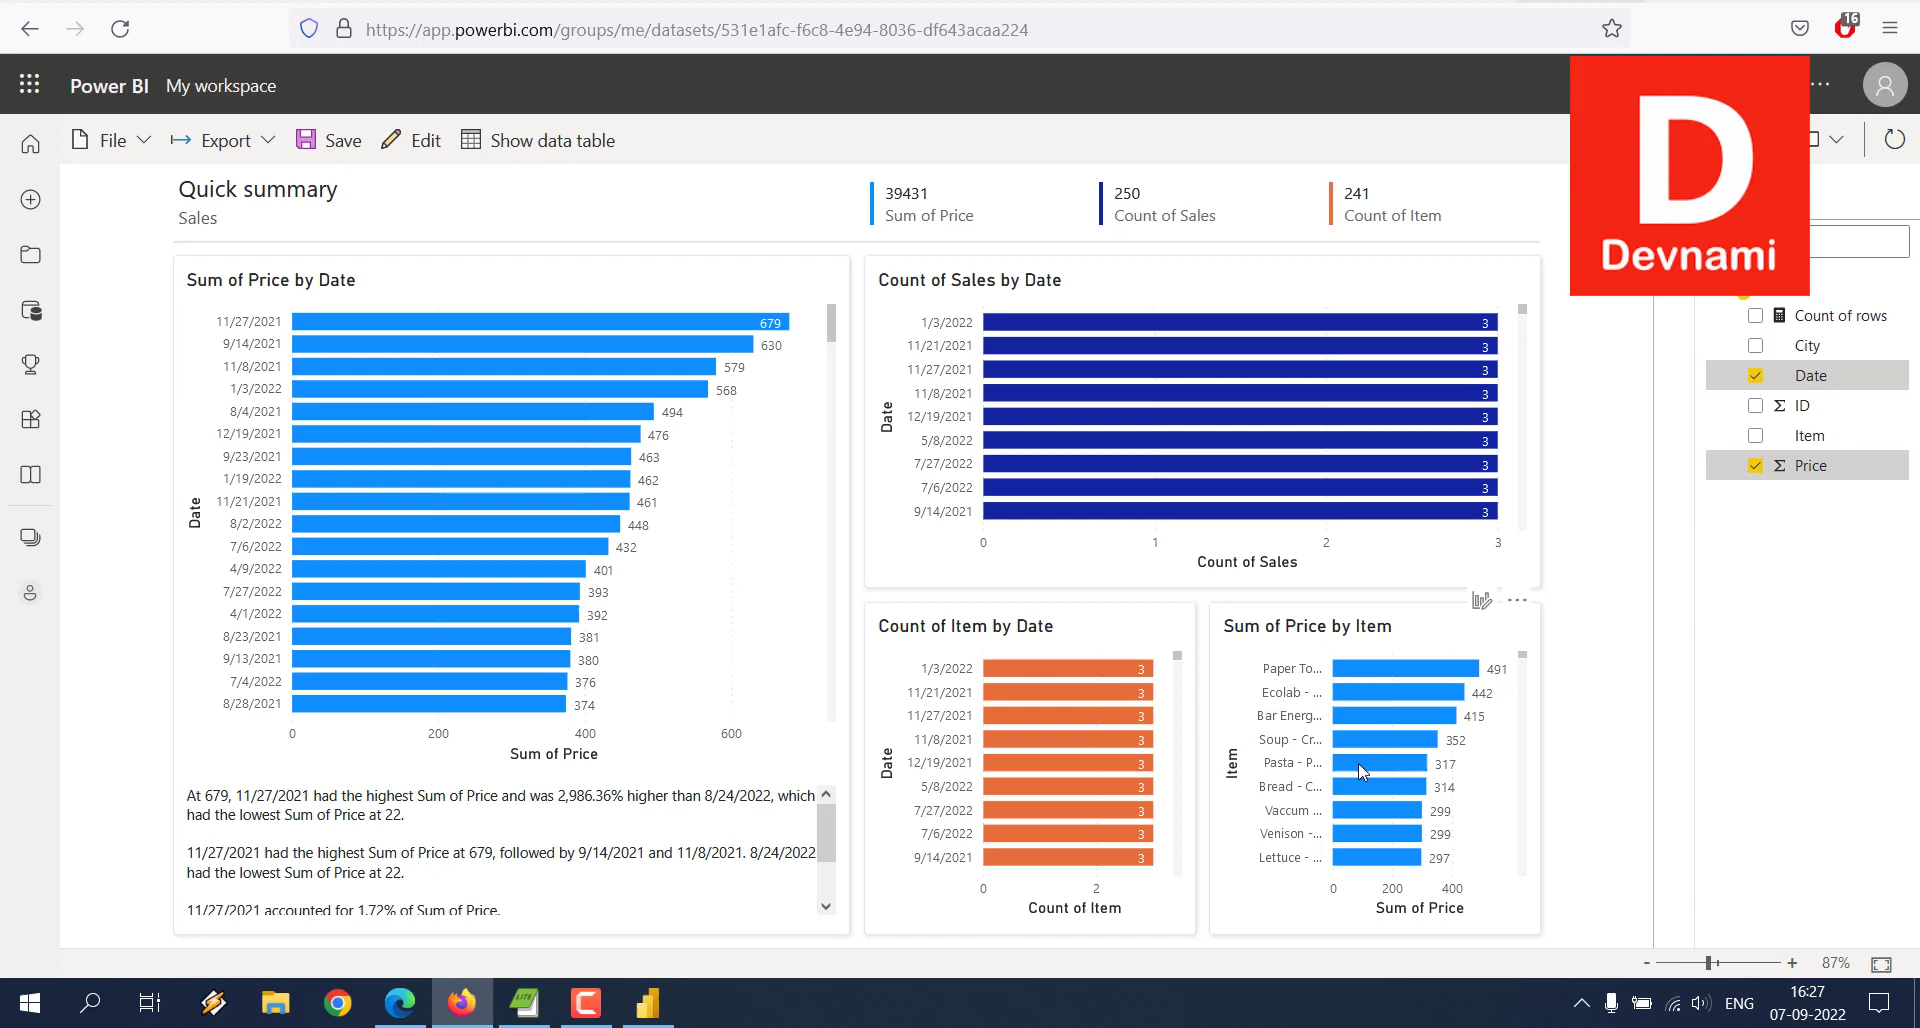 16
https://app.powerbi.com/groups/me/datasets/531e1afc-f6c8-4e94-8036-df643acaa224
Power BI My workspace
File Export Save Edit Show data table
D
Devnami
Quick summary
Sales
39431
Sum of Price
250
Count of Sales
241
Count of Item
Sum of Price by Date
Date
11/27/2021 679
9/14/2021 630
11/8/2021 579
1/3/2022 568
8/4/2021 494
12/19/2021 476
9/23/2021 463
1/19/2022 462
11/21/2021 461
8/2/2022 448
7/6/2022 432
4/9/2022 401
7/27/2022 393
4/1/2022 392
8/23/2021 381
9/13/2021 380
7/4/2022 376
8/28/2021 374
0 200 400 600
Sum of Price
At 679, 11/27/2021 had the highest Sum of Price and was 2,986.36% higher than 8/24/2022, which
had the lowest Sum of Price at 22.
11/27/2021 had the highest Sum of Price at 679, followed by 9/14/2021 and 11/8/2021. 8/24/2022
had the lowest Sum of Price at 22.
11/27/2021 accounted for 1.72% of Sum of Price.
Count of Sales by Date
Date
1/3/2022 3
11/21/2021 3
11/27/2021 3
11/8/2021 3
12/19/2021 3
5/8/2022 3
7/27/2022 3
7/6/2022 3
9/14/2021 3
0 1 2 3
Count of Sales
Count of Item by Date
Date
1/3/2022 3
11/21/2021 3
11/27/2021 3
11/8/2021 3
12/19/2021 3
5/8/2022 3
7/27/2022 3
7/6/2022 3
9/14/2021 3
0 2
Count of Item
Sum of Price by Item
Item
Paper To... 491
Ecolab - ... 442
Bar Energ... 415
Soup - Cr... 352
Pasta - P... 317
Bread - C... 314
Vaccum ... 299
Venison -... 299
Lettuce - ... 297
0 200 400
Sum of Price
Count of rows
City
Date
Σ ID
Item
Σ Price
- + 87%
LITE
ENG
16:27
07-09-2022